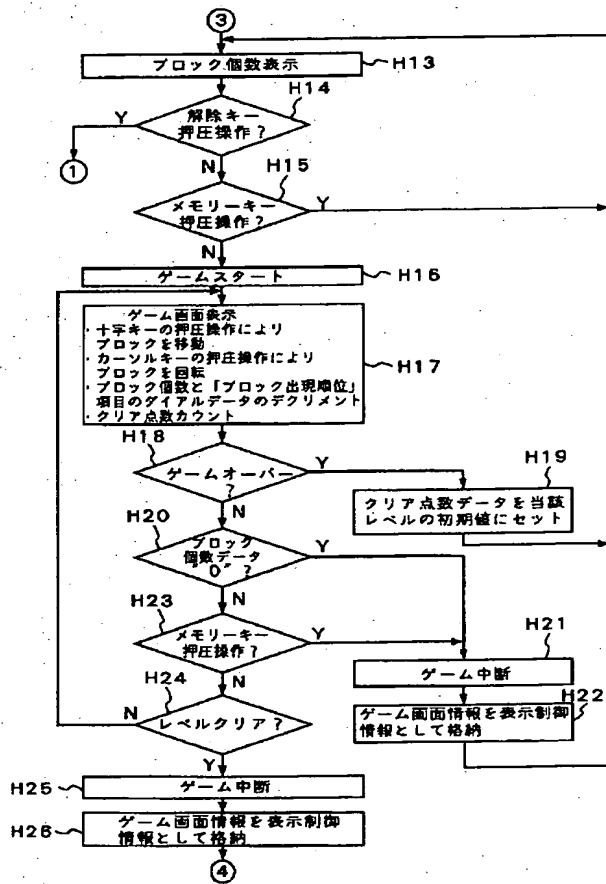 ③
ブロック個数表示
H13
H14
解除キー
押圧操作?
Y
①
N
H15
メモリーキー
押圧操作?
Y
N
ゲームスタート
H16
ゲーム画面表示
・十字キーの押圧操作により
ブロックを移動
・カーソルキーの押圧操作により
ブロックを回転
・ブロック個数と「ブロック出現順位」
項目のダイアルデータのデクリメント
・クリア点数カウント
H17
H18
ゲームオーバー
?
Y
N
H19
クリア点数データを当該
レベルの初期値にセット
H20
ブロック
個数データ
"0"?
Y
N
H23
メモリーキー
押圧操作?
Y
N
H21
ゲーム中断
H22
ゲーム画面情報を表示制御
情報として格納
H24
レベルクリア?
N
Y
H25
ゲーム中断
H26
ゲーム画面情報を表示制御
情報として格納
④